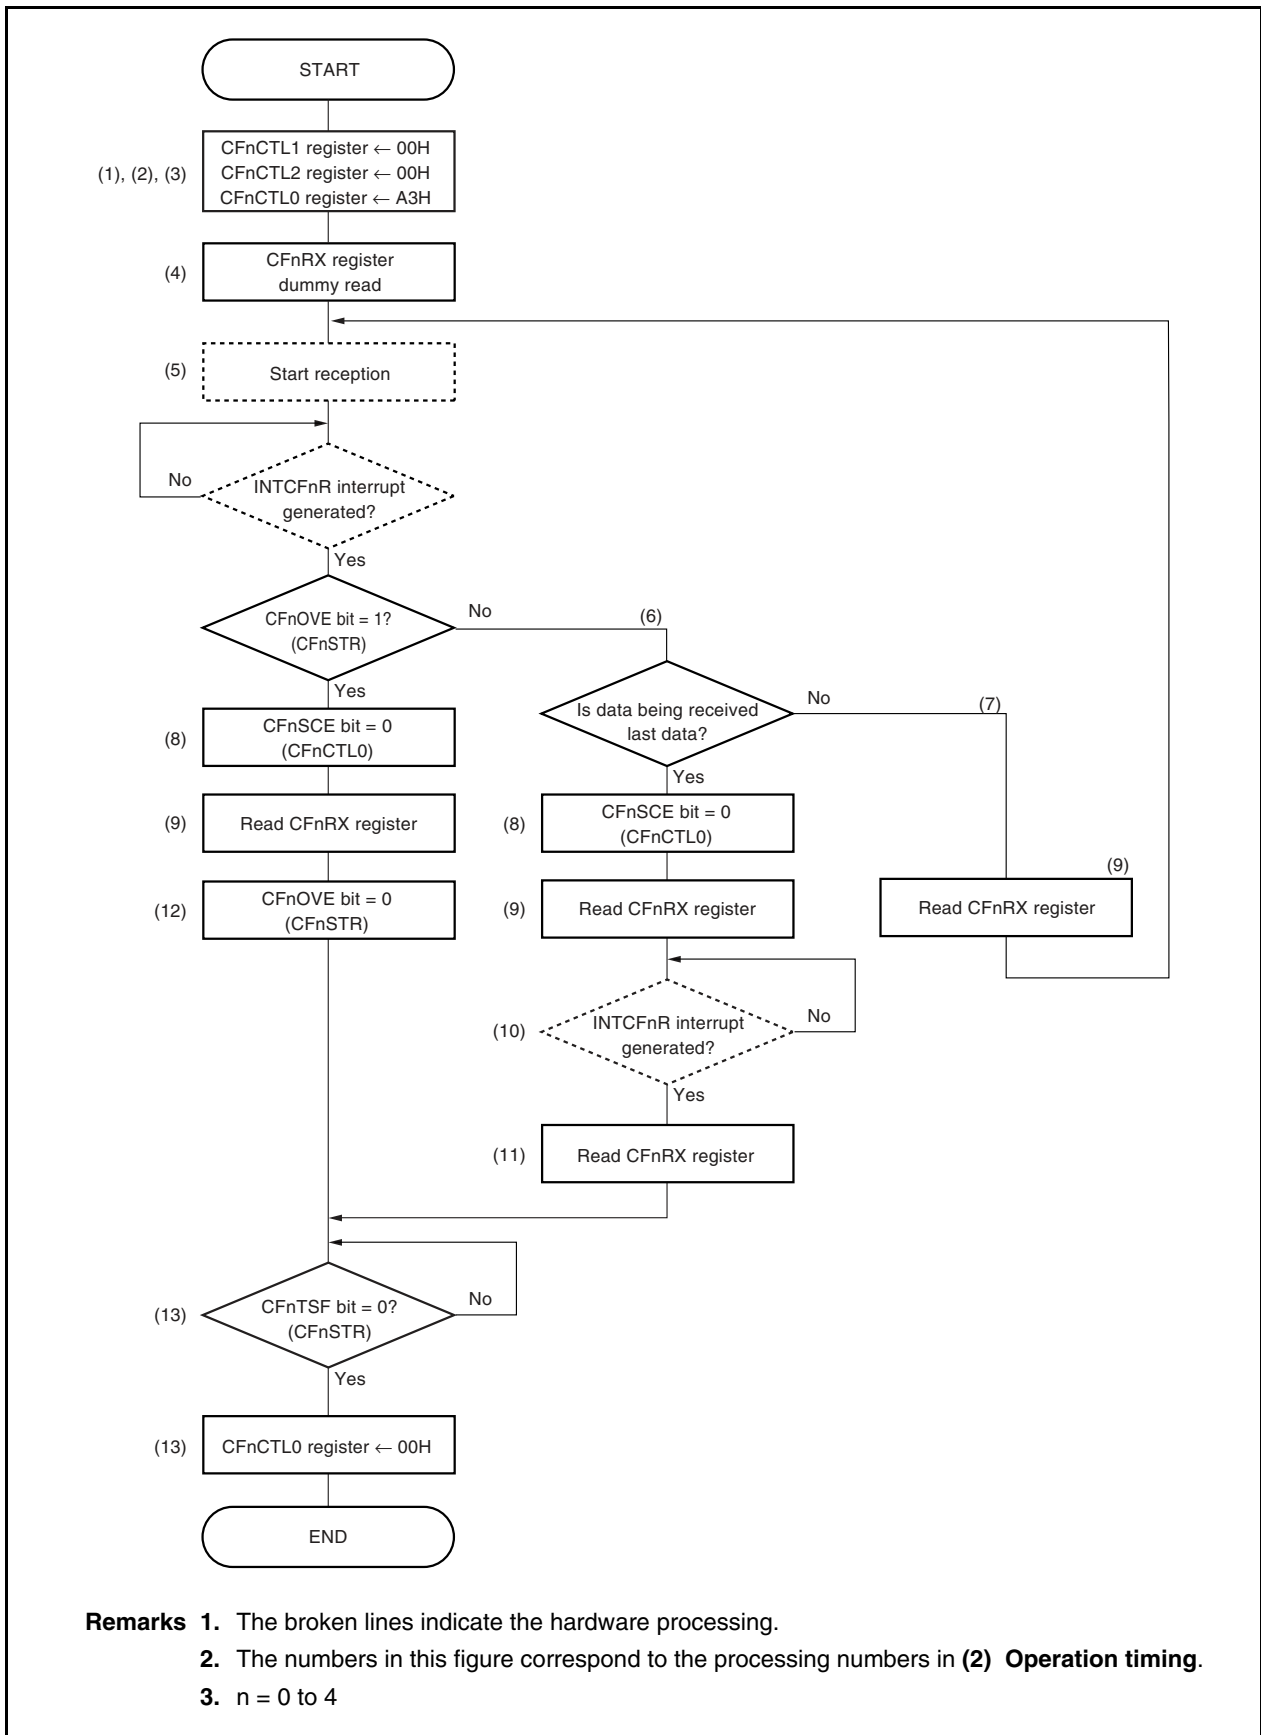 START
(1), (2), (3)
CFnCTL1 register ← 00H
CFnCTL2 register ← 00H
CFnCTL0 register ← A3H
(4)
CFnRX register
dummy read
(5)
Start reception
No
INTCFnR interrupt
generated?
Yes
CFnOVE bit = 1?
(CFnSTR)
No
(6)
Yes
Is data being received
last data?
No
(7)
Yes
(8)
CFnSCE bit = 0
(CFnCTL0)
(8)
CFnSCE bit = 0
(CFnCTL0)
(9)
Read CFnRX register
(9)
Read CFnRX register
(9)
Read CFnRX register
(12)
CFnOVE bit = 0
(CFnSTR)
(10)
INTCFnR interrupt
generated?
No
Yes
(11)
Read CFnRX register
(13)
CFnTSF bit = 0?
(CFnSTR)
No
Yes
(13)
CFnCTL0 register ← 00H
END
Remarks 1. The broken lines indicate the hardware processing.
2. The numbers in this figure correspond to the processing numbers in (2) Operation timing.
3. n = 0 to 4